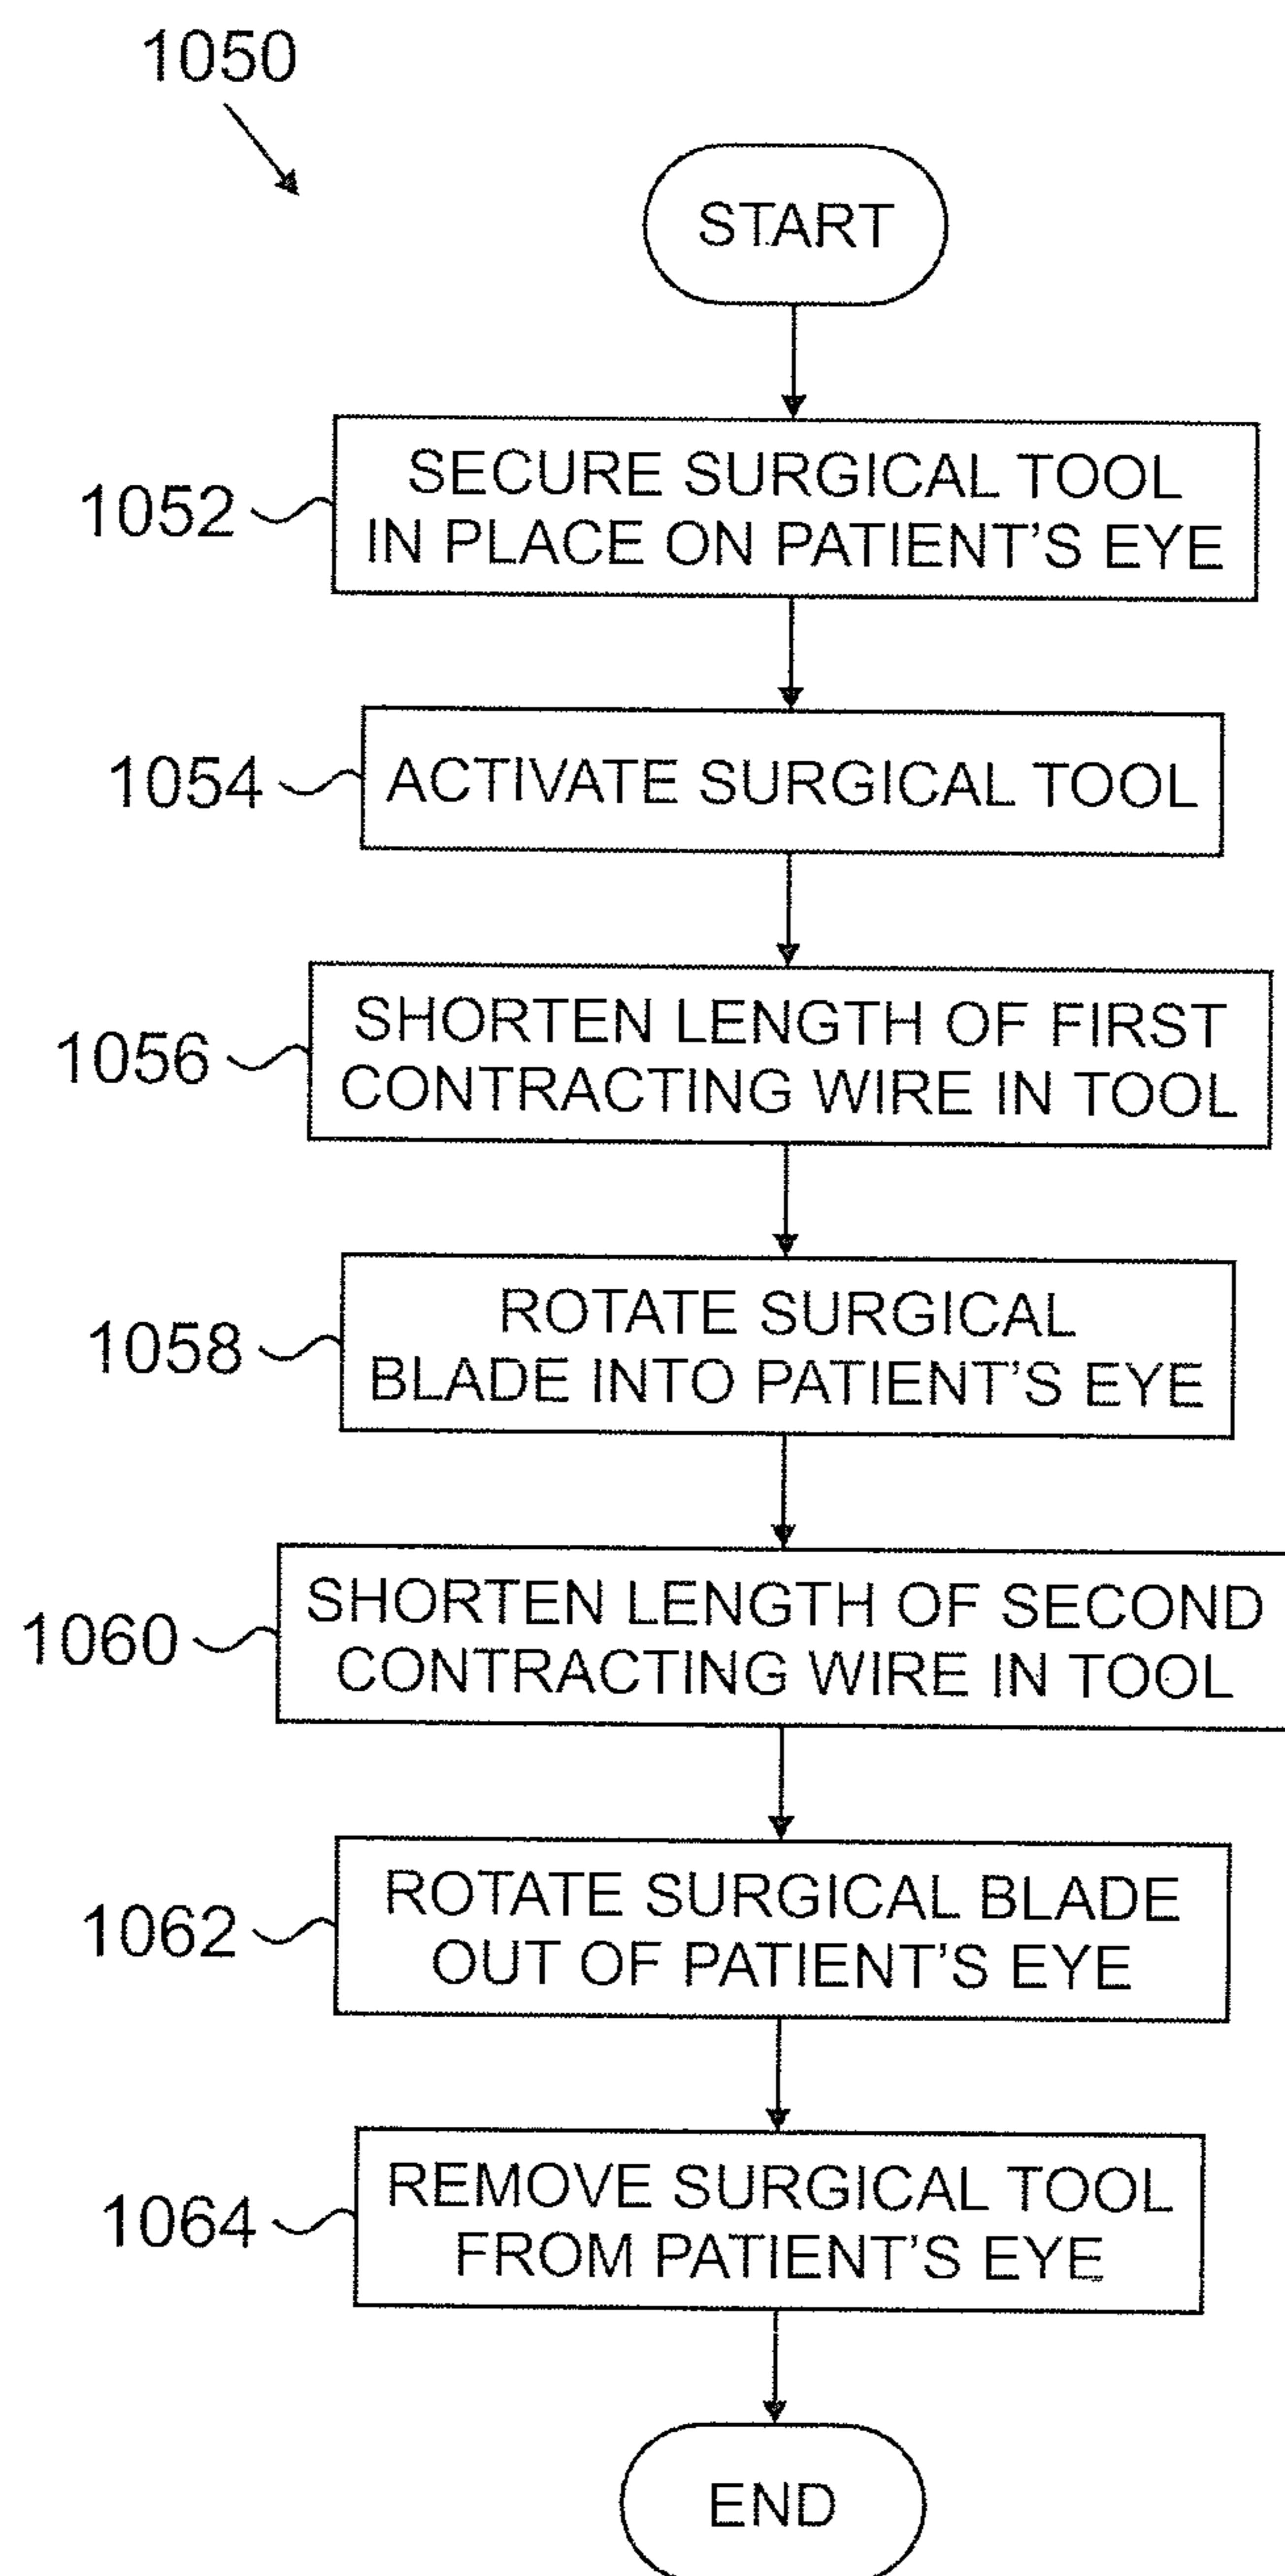 1050
START
1052
SECURE SURGICAL TOOL
IN PLACE ON PATIENT'S EYE
1054
ACTIVATE SURGICAL TOOL
1056
SHORTEN LENGTH OF FIRST
CONTRACTING WIRE IN TOOL
1058
ROTATE SURGICAL
BLADE INTO PATIENT'S EYE
1060
SHORTEN LENGTH OF SECOND
CONTRACTING WIRE IN TOOL
1062
ROTATE SURGICAL BLADE
OUT OF PATIENT'S EYE
1064
REMOVE SURGICAL TOOL
FROM PATIENT'S EYE
END